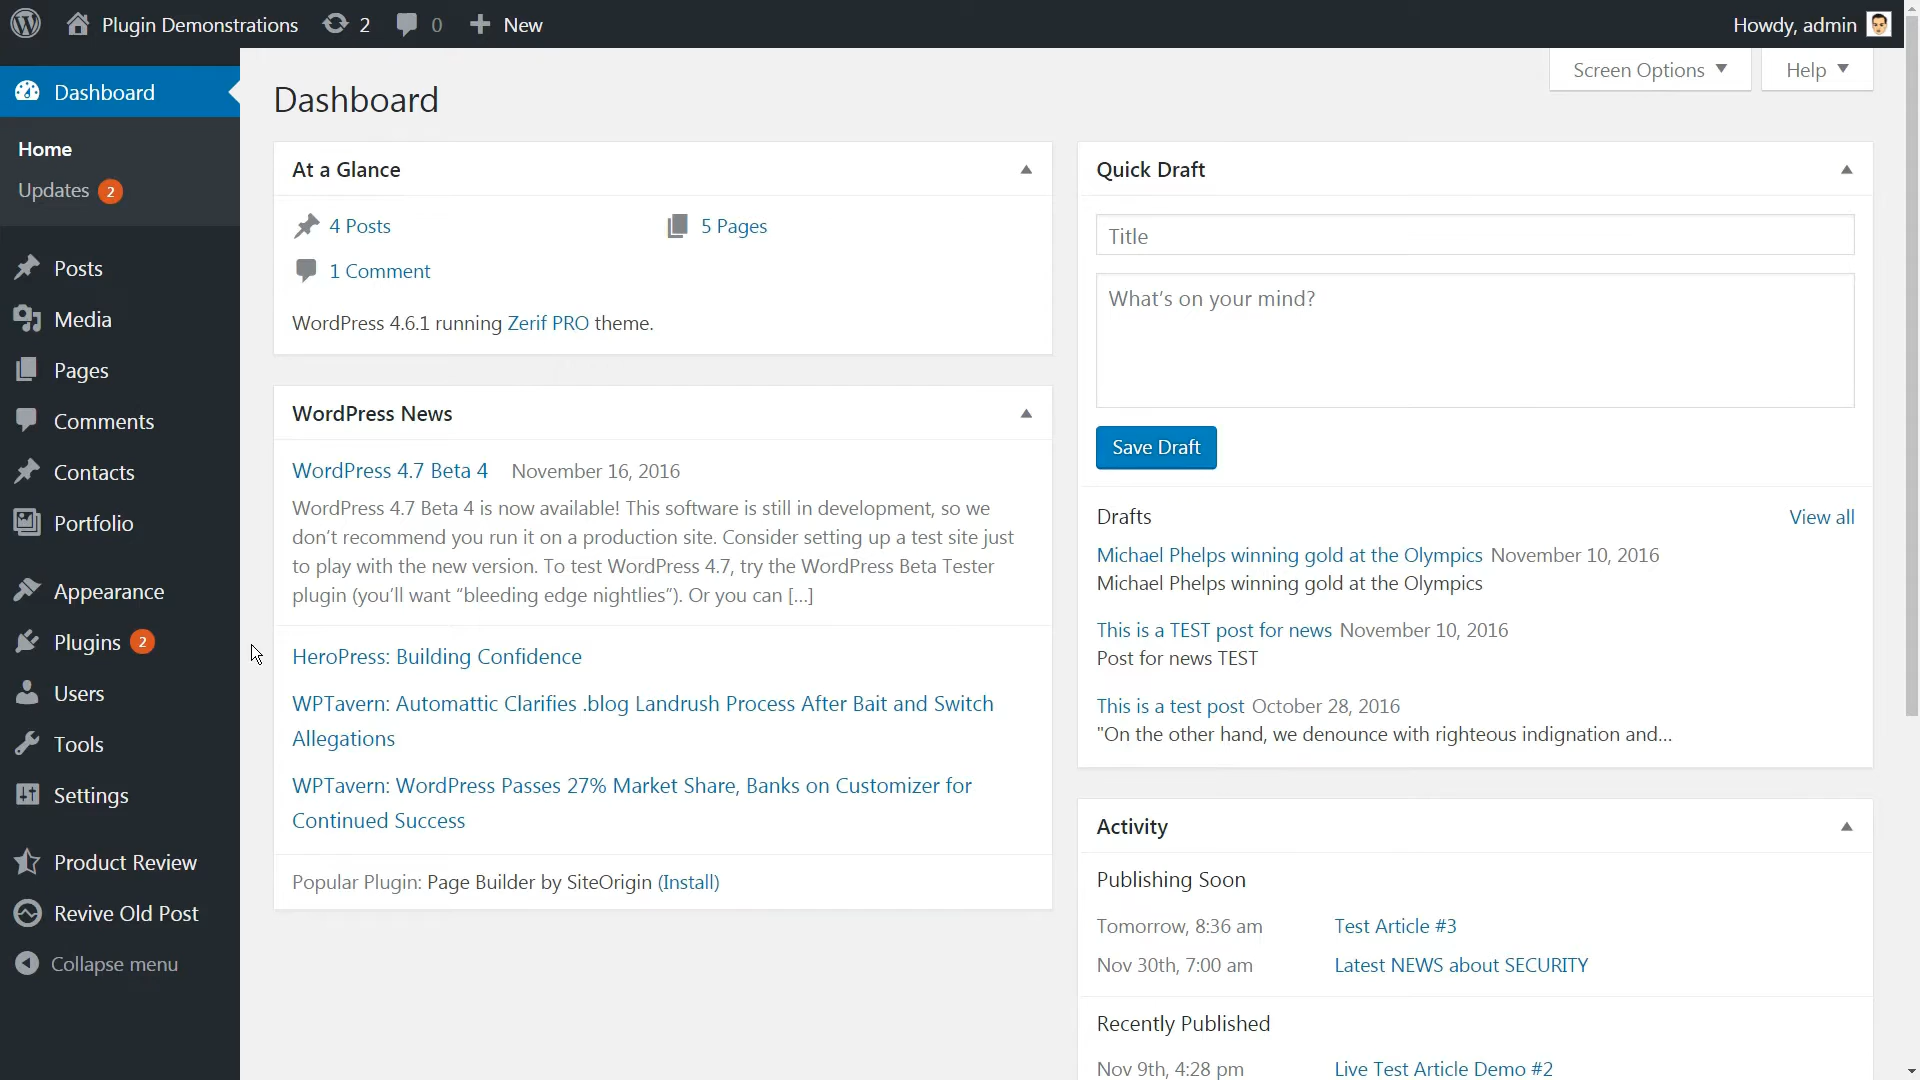 Plugin Demonstrations 2 0 New Howdy, admin
Dashboard
Home
Updates 2
Posts
Media
Pages
Comments
Contacts
Portfolio
Appearance
Plugins 2
Users
Tools
Settings
Product Review
Revive Old Post
Collapse menu
Screen Options Help
Dashboard
At a Glance
4 Posts 5 Pages
1 Comment
WordPress 4.6.1 running Zerif PRO theme.
WordPress News
WordPress 4.7 Beta 4 November 16, 2016
WordPress 4.7 Beta 4 is now available! This software is still in development, so we
don’t recommend you run it on a production site. Consider setting up a test site just
to play with the new version. To test WordPress 4.7, try the WordPress Beta Tester
plugin (you’ll want “bleeding edge nightlies”). Or you can […]
HeroPress: Building Confidence
WPTavern: Automattic Clarifies .blog Landrush Process After Bait and Switch
Allegations
WPTavern: WordPress Passes 27% Market Share, Banks on Customizer for
Continued Success
Popular Plugin: Page Builder by SiteOrigin (Install)
Quick Draft
Title
What’s on your mind?
Save Draft
Drafts View all
Michael Phelps winning gold at the Olympics November 10, 2016
Michael Phelps winning gold at the Olympics
This is a TEST post for news November 10, 2016
Post for news TEST
This is a test post October 28, 2016
"On the other hand, we denounce with righteous indignation and…
Activity
Publishing Soon
Tomorrow, 8:36 am Test Article #3
Nov 30th, 7:00 am Latest NEWS about SECURITY
Recently Published
Nov 9th, 4:28 pm Live Test Article Demo #2